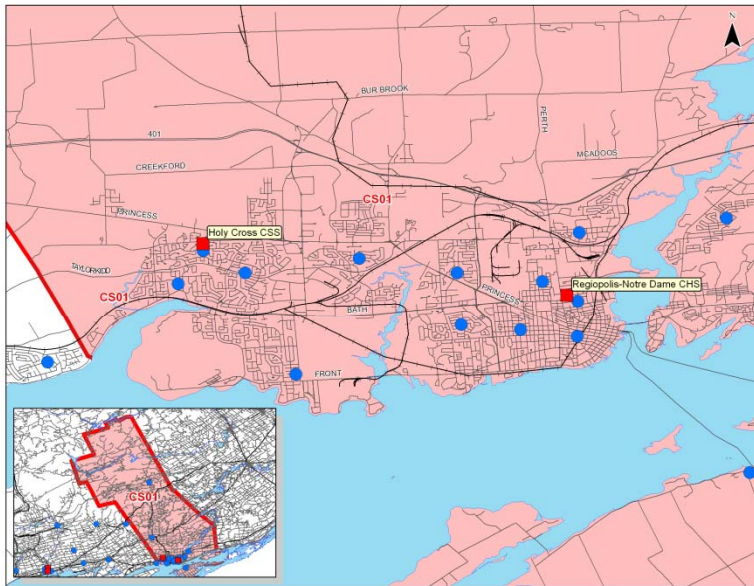 N
BUR BROOK
401
PERTH
MCADOOS
CREEKFORD
CS01
PRINCESS
Holy Cross CSS
TAYLORKIDD
CS01
Regiopolis-Notre Dame CHS
PRINCESS
BATH
FRONT
CS01